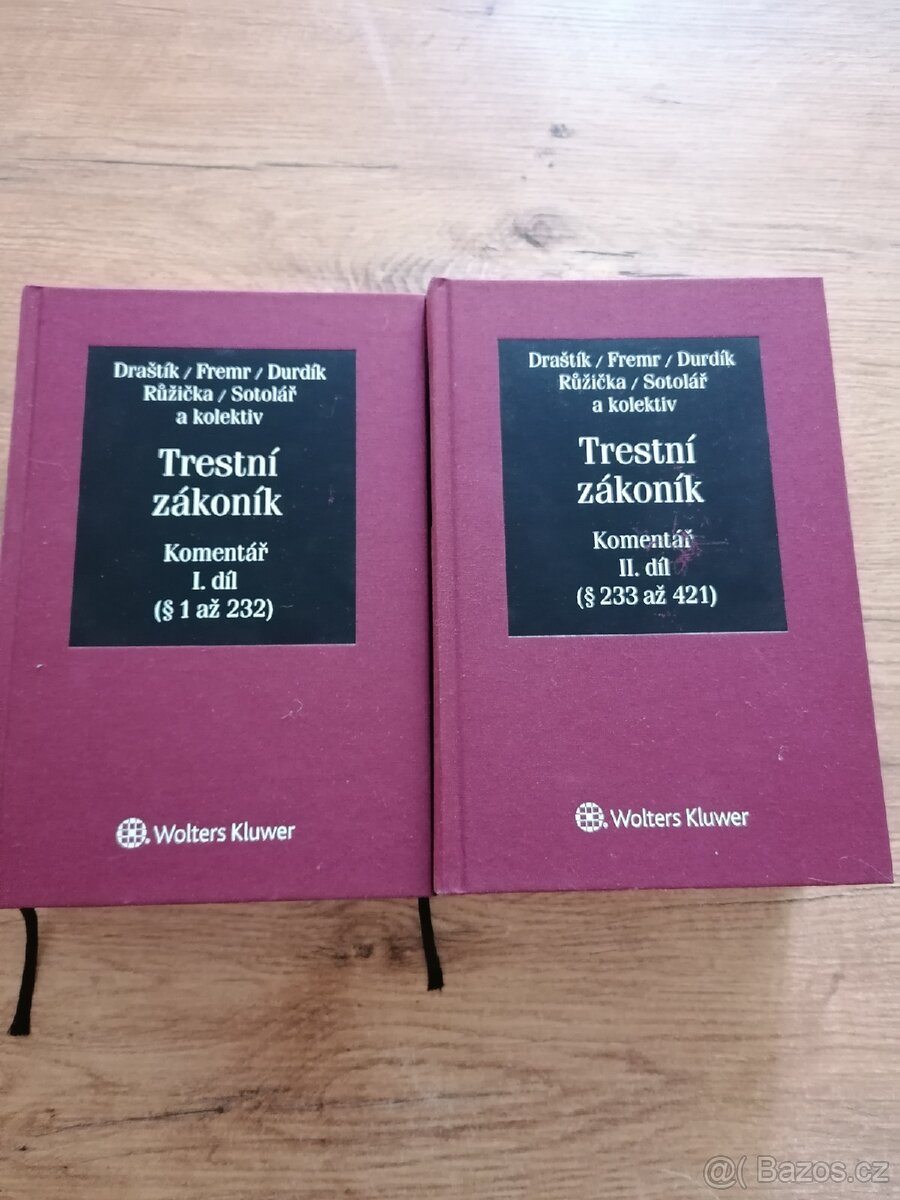 Draštík / Fremr / Durdík
Růžička / Sotolář
a kolektiv
Trestní
zákoník
Komentář
I. díl
(§ 1 až 232)
Wolters Kluwer
Draštík / Fremr / Durdík
Růžička / Sotolář
a kolektiv
Trestní
zákoník
Komentář
II. díl
(§ 233 až 421)
Wolters Kluwer
@( Bazos.cz